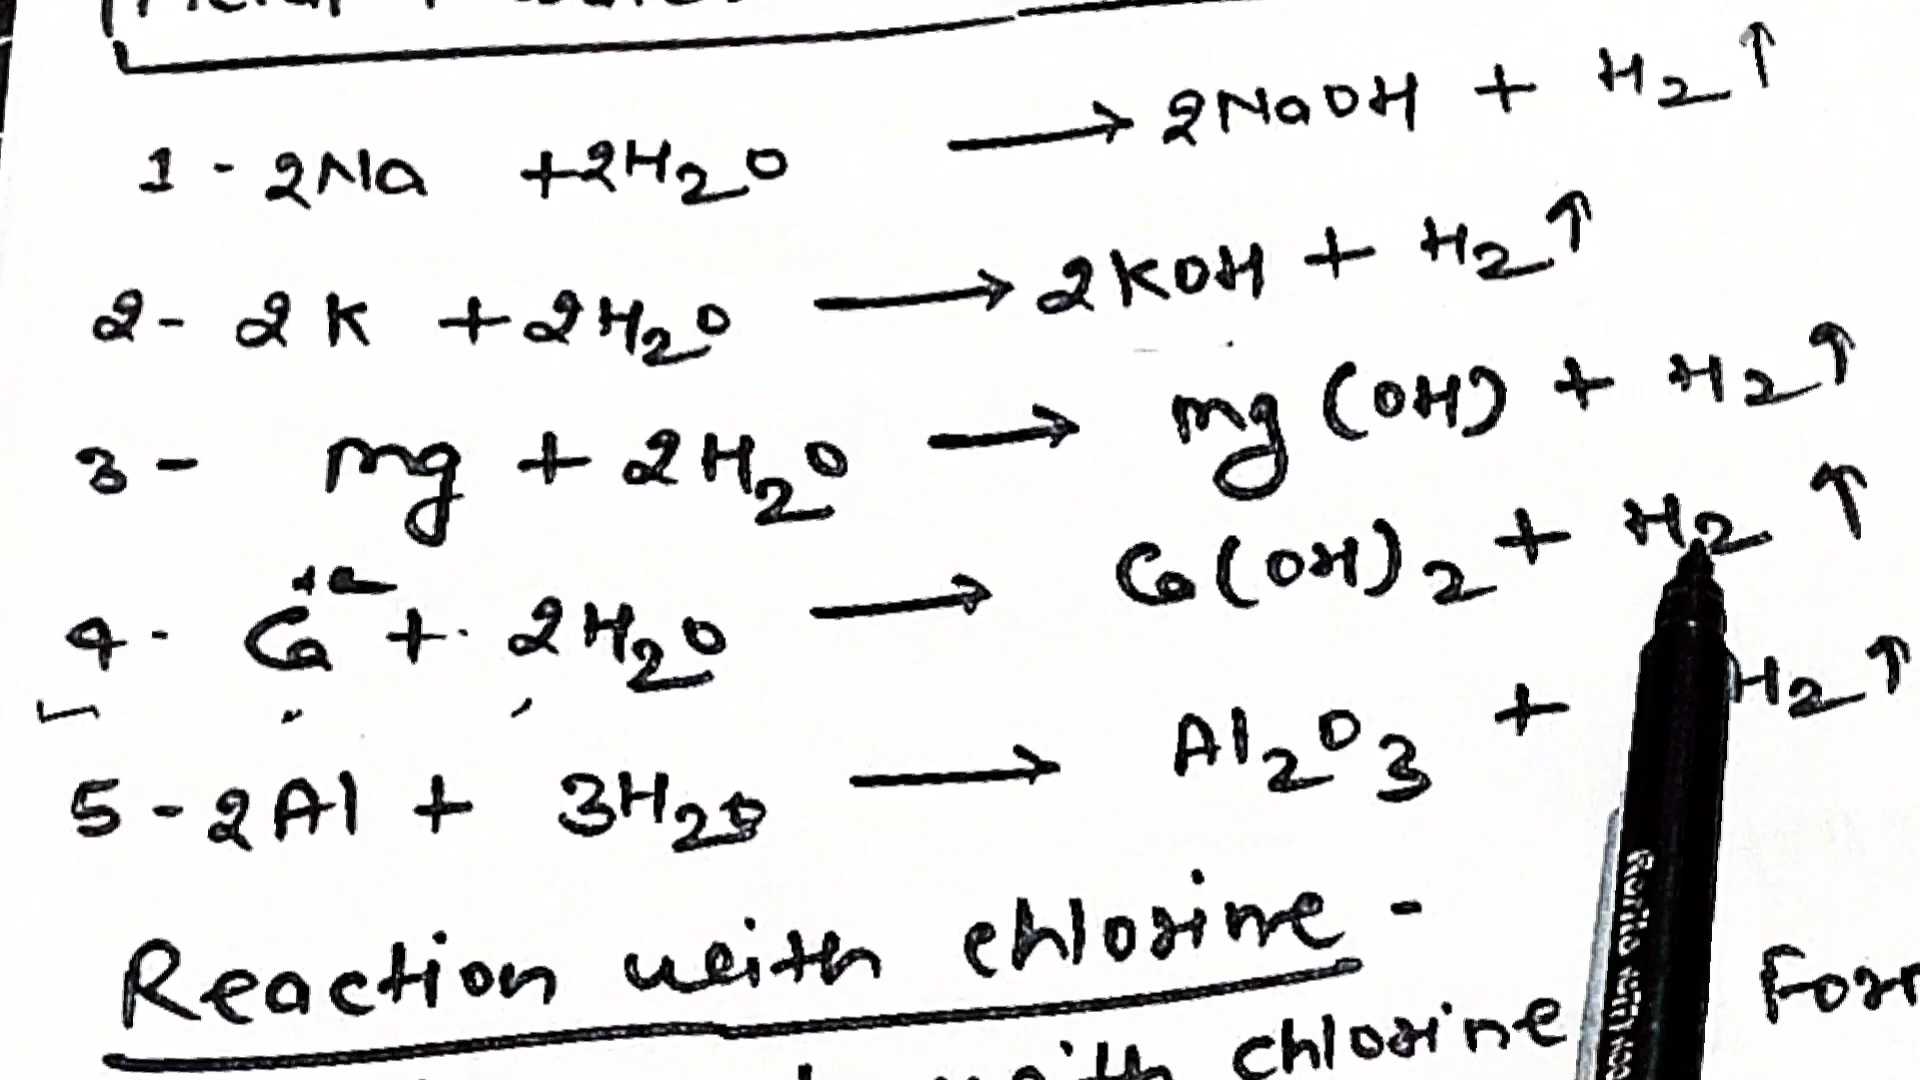 1 - 2Na + 2H₂O → 2NaOH + H₂↑
2 - 2K + 2H₂O → 2KOH + H₂↑
3 - mg + 2H₂O → mg(OH) + H₂↑
4 - Ca + 2H₂O → Ca(OH)₂ + H₂↑
5 - 2Al + 3H₂O → Al₂O₃ + H₂↑
Reaction with chlorine -
with chlorine